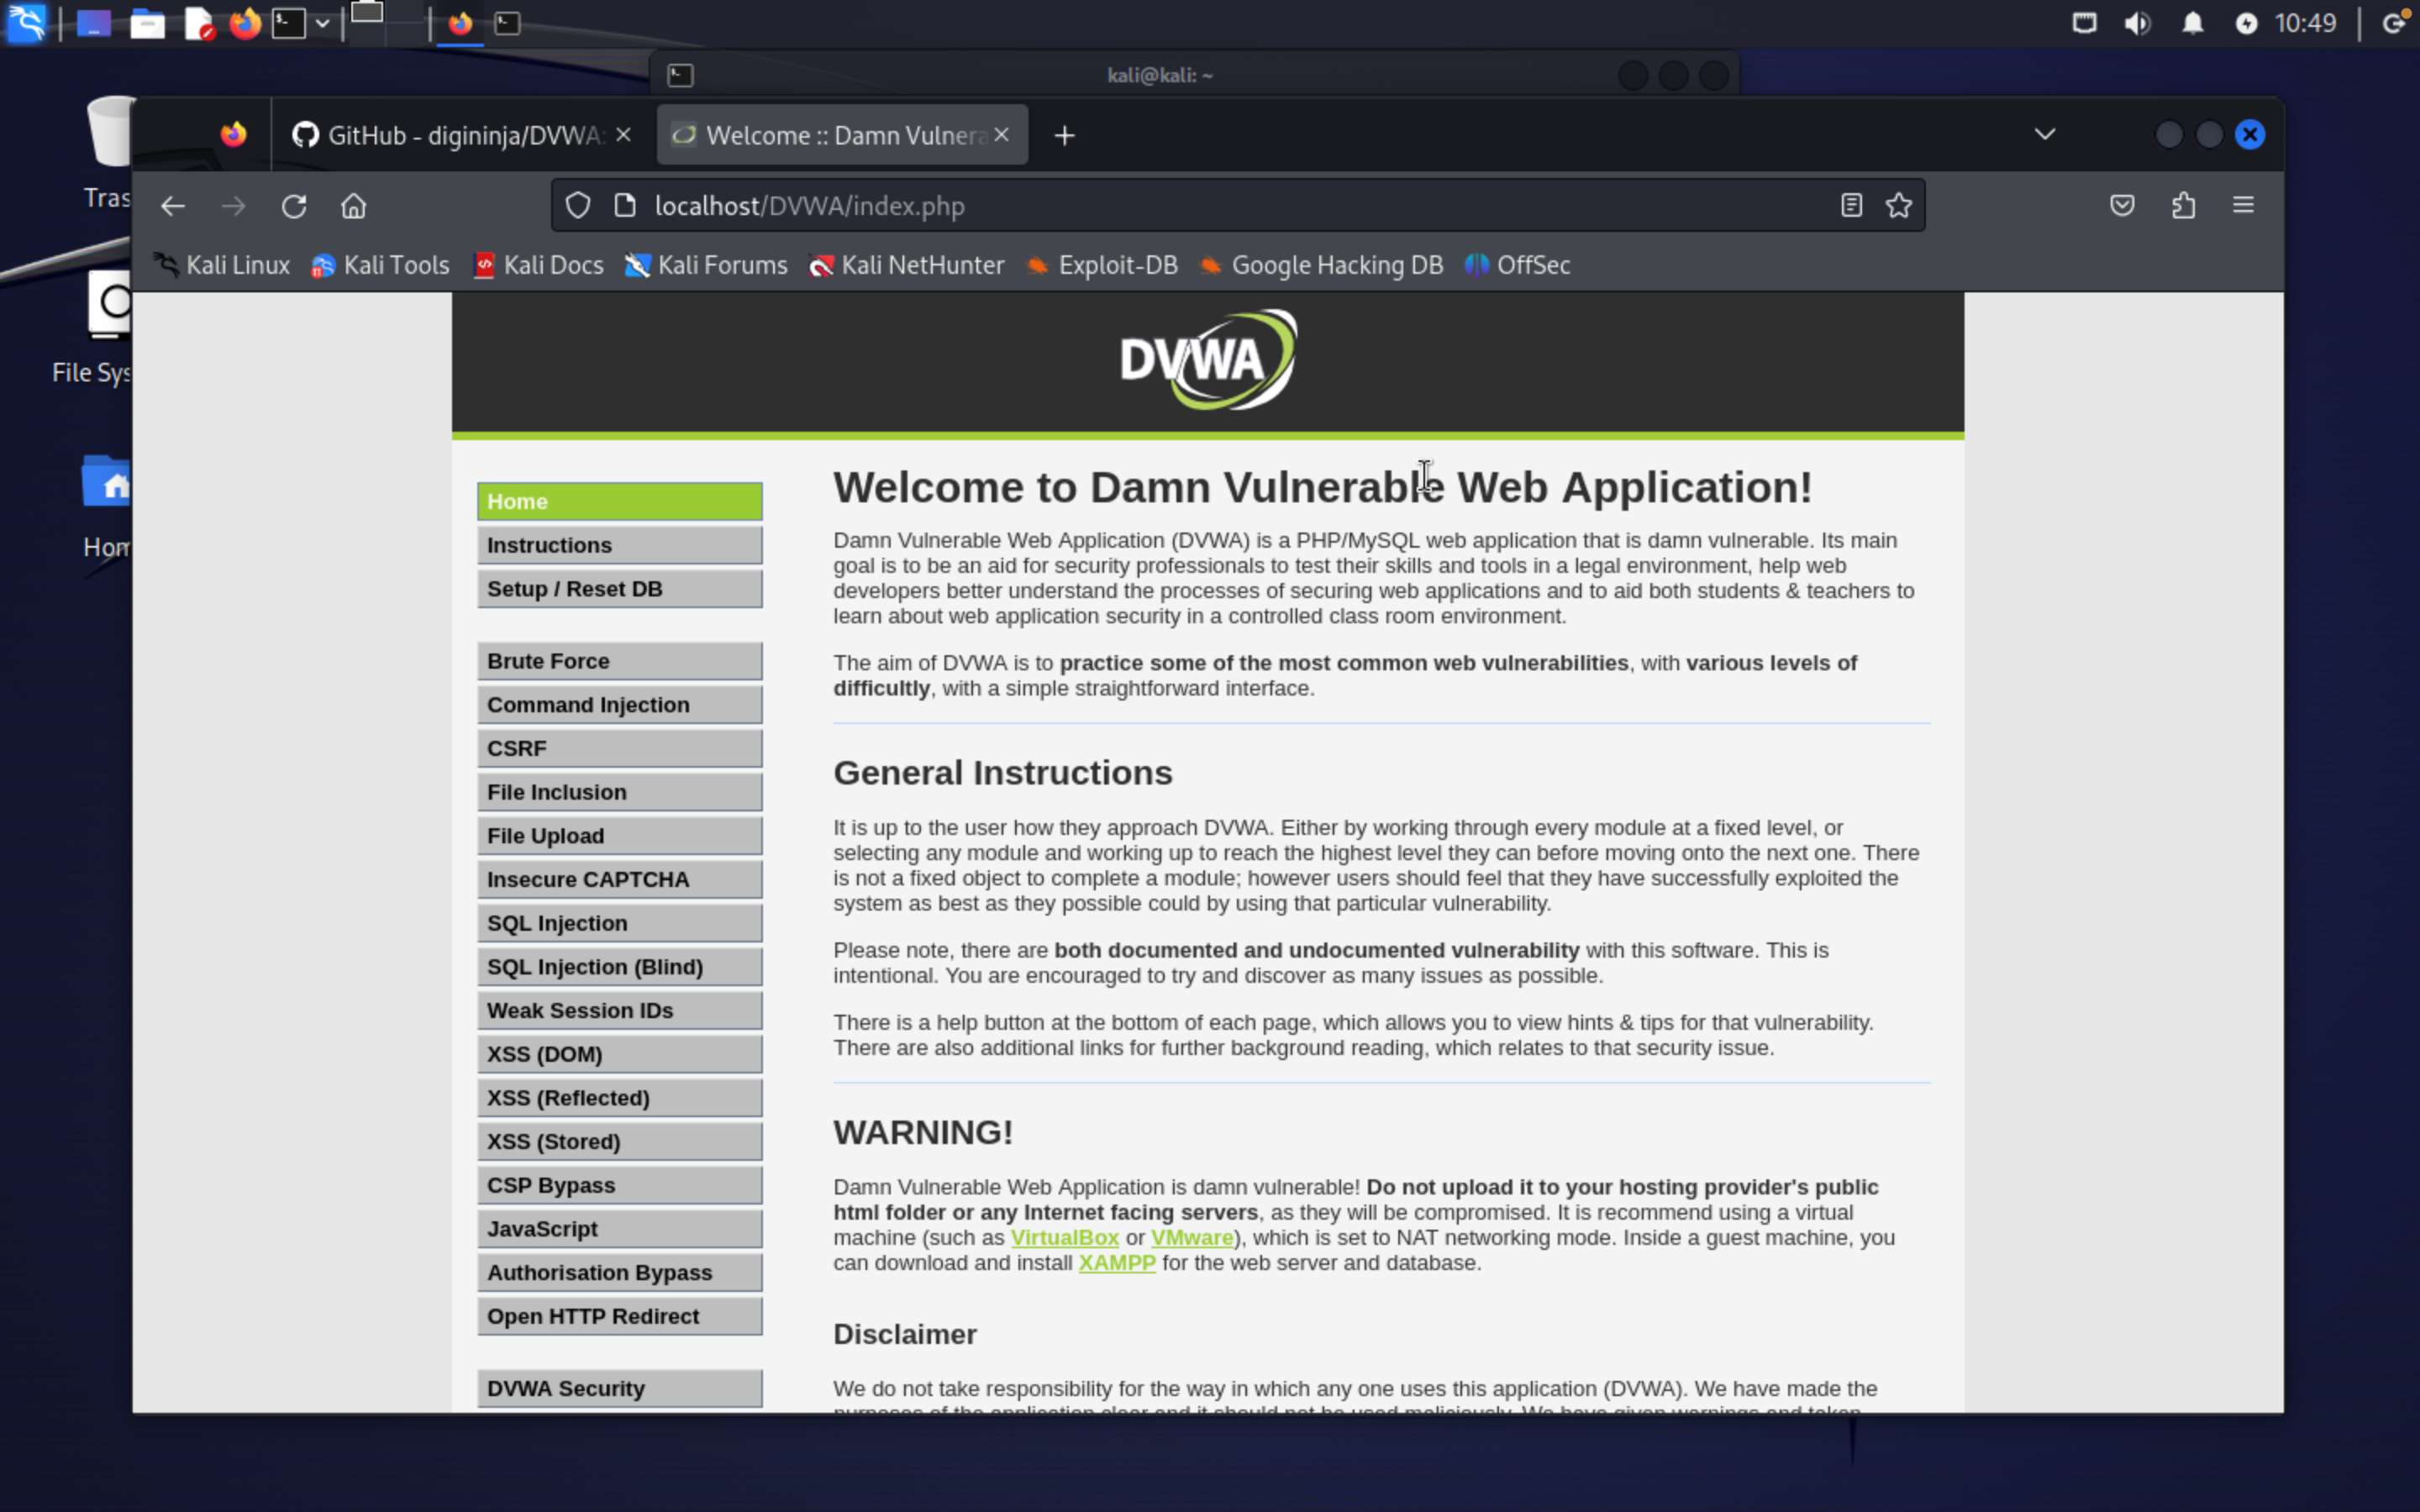 10:49
kali@kali: ~
GitHub - digininja/DVWA:
Welcome :: Damn Vulnera
localhost/DVWA/index.php
Kali Linux Kali Tools Kali Docs Kali Forums Kali NetHunter Exploit-DB Google Hacking DB OffSec
Tras
File Sys
Hom
DVWA
Home
Instructions
Setup / Reset DB
Brute Force
Command Injection
CSRF
File Inclusion
File Upload
Insecure CAPTCHA
SQL Injection
SQL Injection (Blind)
Weak Session IDs
XSS (DOM)
XSS (Reflected)
XSS (Stored)
CSP Bypass
JavaScript
Authorisation Bypass
Open HTTP Redirect
DVWA Security
Welcome to Damn Vulnerable Web Application!
Damn Vulnerable Web Application (DVWA) is a PHP/MySQL web application that is damn vulnerable. Its main
goal is to be an aid for security professionals to test their skills and tools in a legal environment, help web
developers better understand the processes of securing web applications and to aid both students & teachers to
learn about web application security in a controlled class room environment.
The aim of DVWA is to practice some of the most common web vulnerabilities, with various levels of
difficultly, with a simple straightforward interface.
General Instructions
It is up to the user how they approach DVWA. Either by working through every module at a fixed level, or
selecting any module and working up to reach the highest level they can before moving onto the next one. There
is not a fixed object to complete a module; however users should feel that they have successfully exploited the
system as best as they possible could by using that particular vulnerability.
Please note, there are both documented and undocumented vulnerability with this software. This is
intentional. You are encouraged to try and discover as many issues as possible.
There is a help button at the bottom of each page, which allows you to view hints & tips for that vulnerability.
There are also additional links for further background reading, which relates to that security issue.
WARNING!
Damn Vulnerable Web Application is damn vulnerable! Do not upload it to your hosting provider's public
html folder or any Internet facing servers, as they will be compromised. It is recommend using a virtual
machine (such as VirtualBox or VMware), which is set to NAT networking mode. Inside a guest machine, you
can download and install XAMPP for the web server and database.
Disclaimer
We do not take responsibility for the way in which any one uses this application (DVWA). We have made the
purposes of the application clear and it should not be used maliciously. We have given warnings and taken